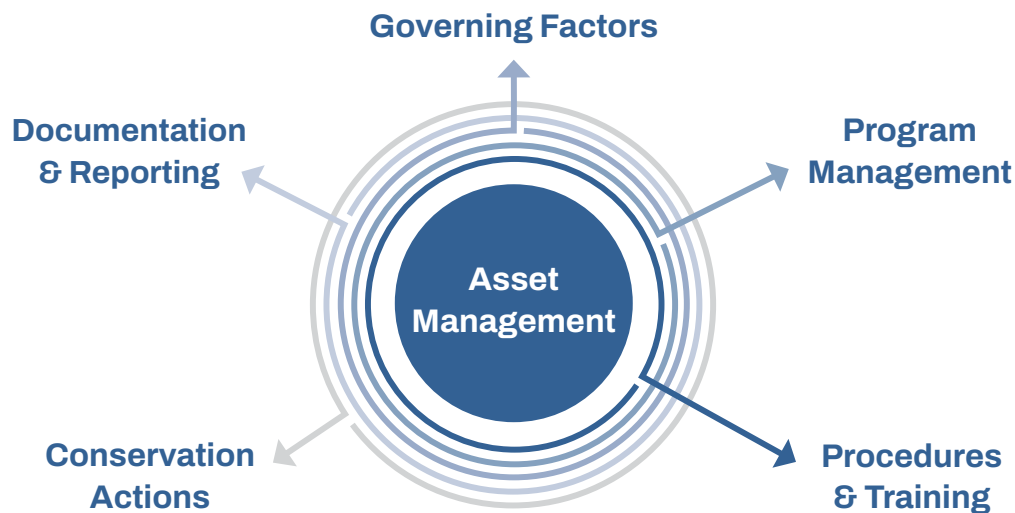 Governing Factors
Documentation
& Reporting
Program
Management
Asset
Management
Conservation
Actions
Procedures
& Training